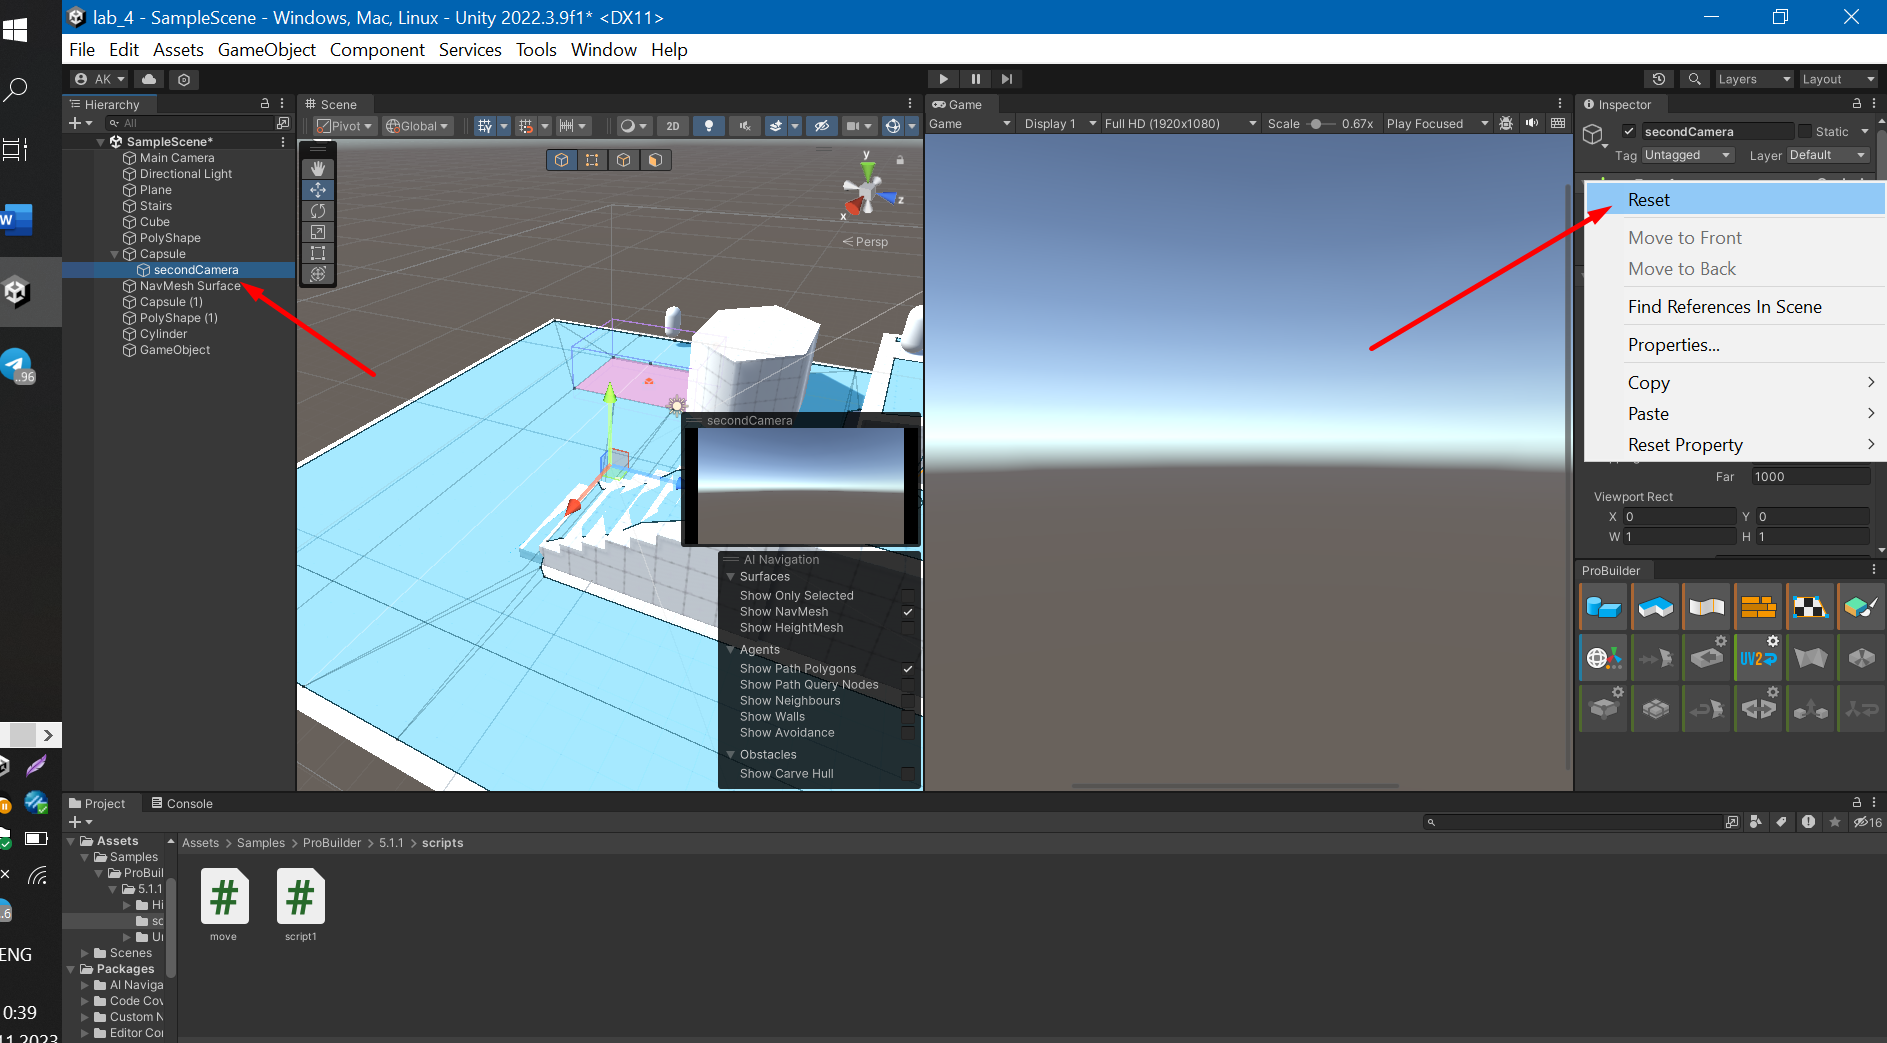 lab_4 - SampleScene - Windows, Mac, Linux - Unity 2022.3.9f1* <DX11>
File Edit Assets GameObject Component Services Tools Window Help
AK
Layers Layout
Hierarchy
All
SampleScene*
Main Camera
Directional Light
Plane
Stairs
Cube
PolyShape
Capsule
secondCamera
NavMesh Surface
Capsule (1)
PolyShape (1)
Cylinder
GameObject
Scene
Pivot Global 2D
y
z
x
Persp
secondCamera
AI Navigation
Surfaces
Show Only Selected
Show NavMesh
Show HeightMesh
Agents
Show Path Polygons
Show Path Query Nodes
Show Neighbours
Show Walls
Show Avoidance
Obstacles
Show Carve Hull
Game
Game Display 1 Full HD (1920x1080) Scale 0.67x Play Focused
Inspector
secondCamera Static
Tag Untagged Layer Default
Reset
Move to Front
Move to Back
Find References In Scene
Properties...
Copy
Paste
Reset Property
Far 1000
Viewport Rect
X 0 Y 0
W 1 H 1
ProBuilder
UV2
Project Console
16
Assets
Samples
ProBuil
5.1.1
Hi
sc
Scenes
Packages
AI Naviga
Code Cov
Custom N
Editor Cor
Assets > Samples > ProBuilder > 5.1.1 > scripts
# #
move script1
W
..96
..6
ENG
0:39
11.2023